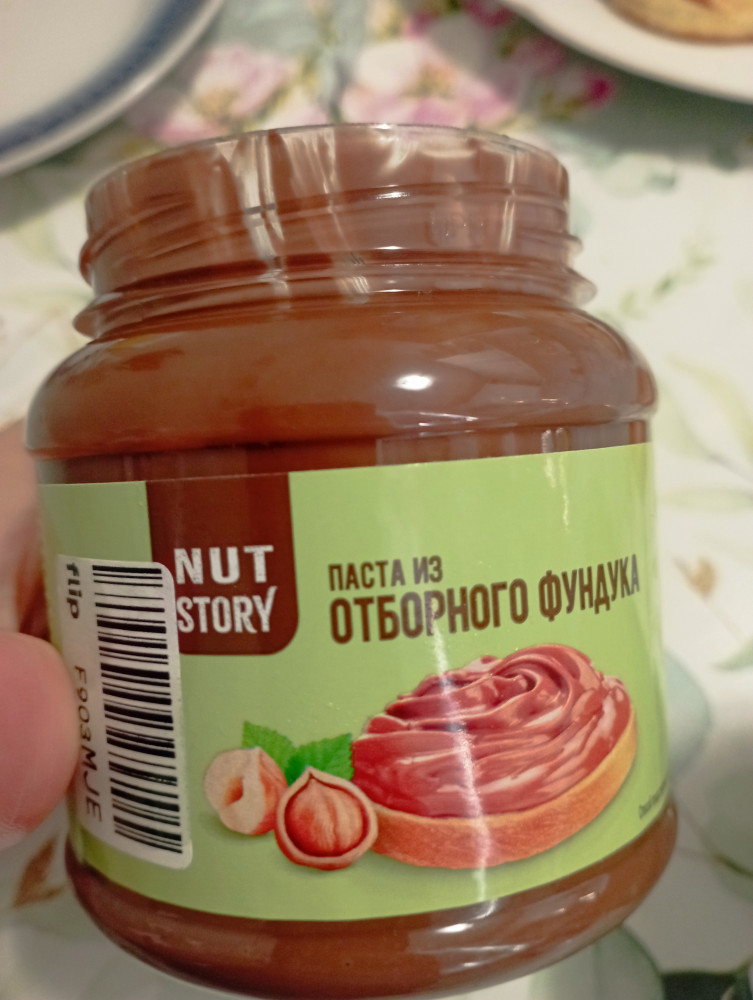 NUT
STORY
ПАСТА ИЗ
ОТБОРНОГО ФУНДУКА
flip
F903MJE